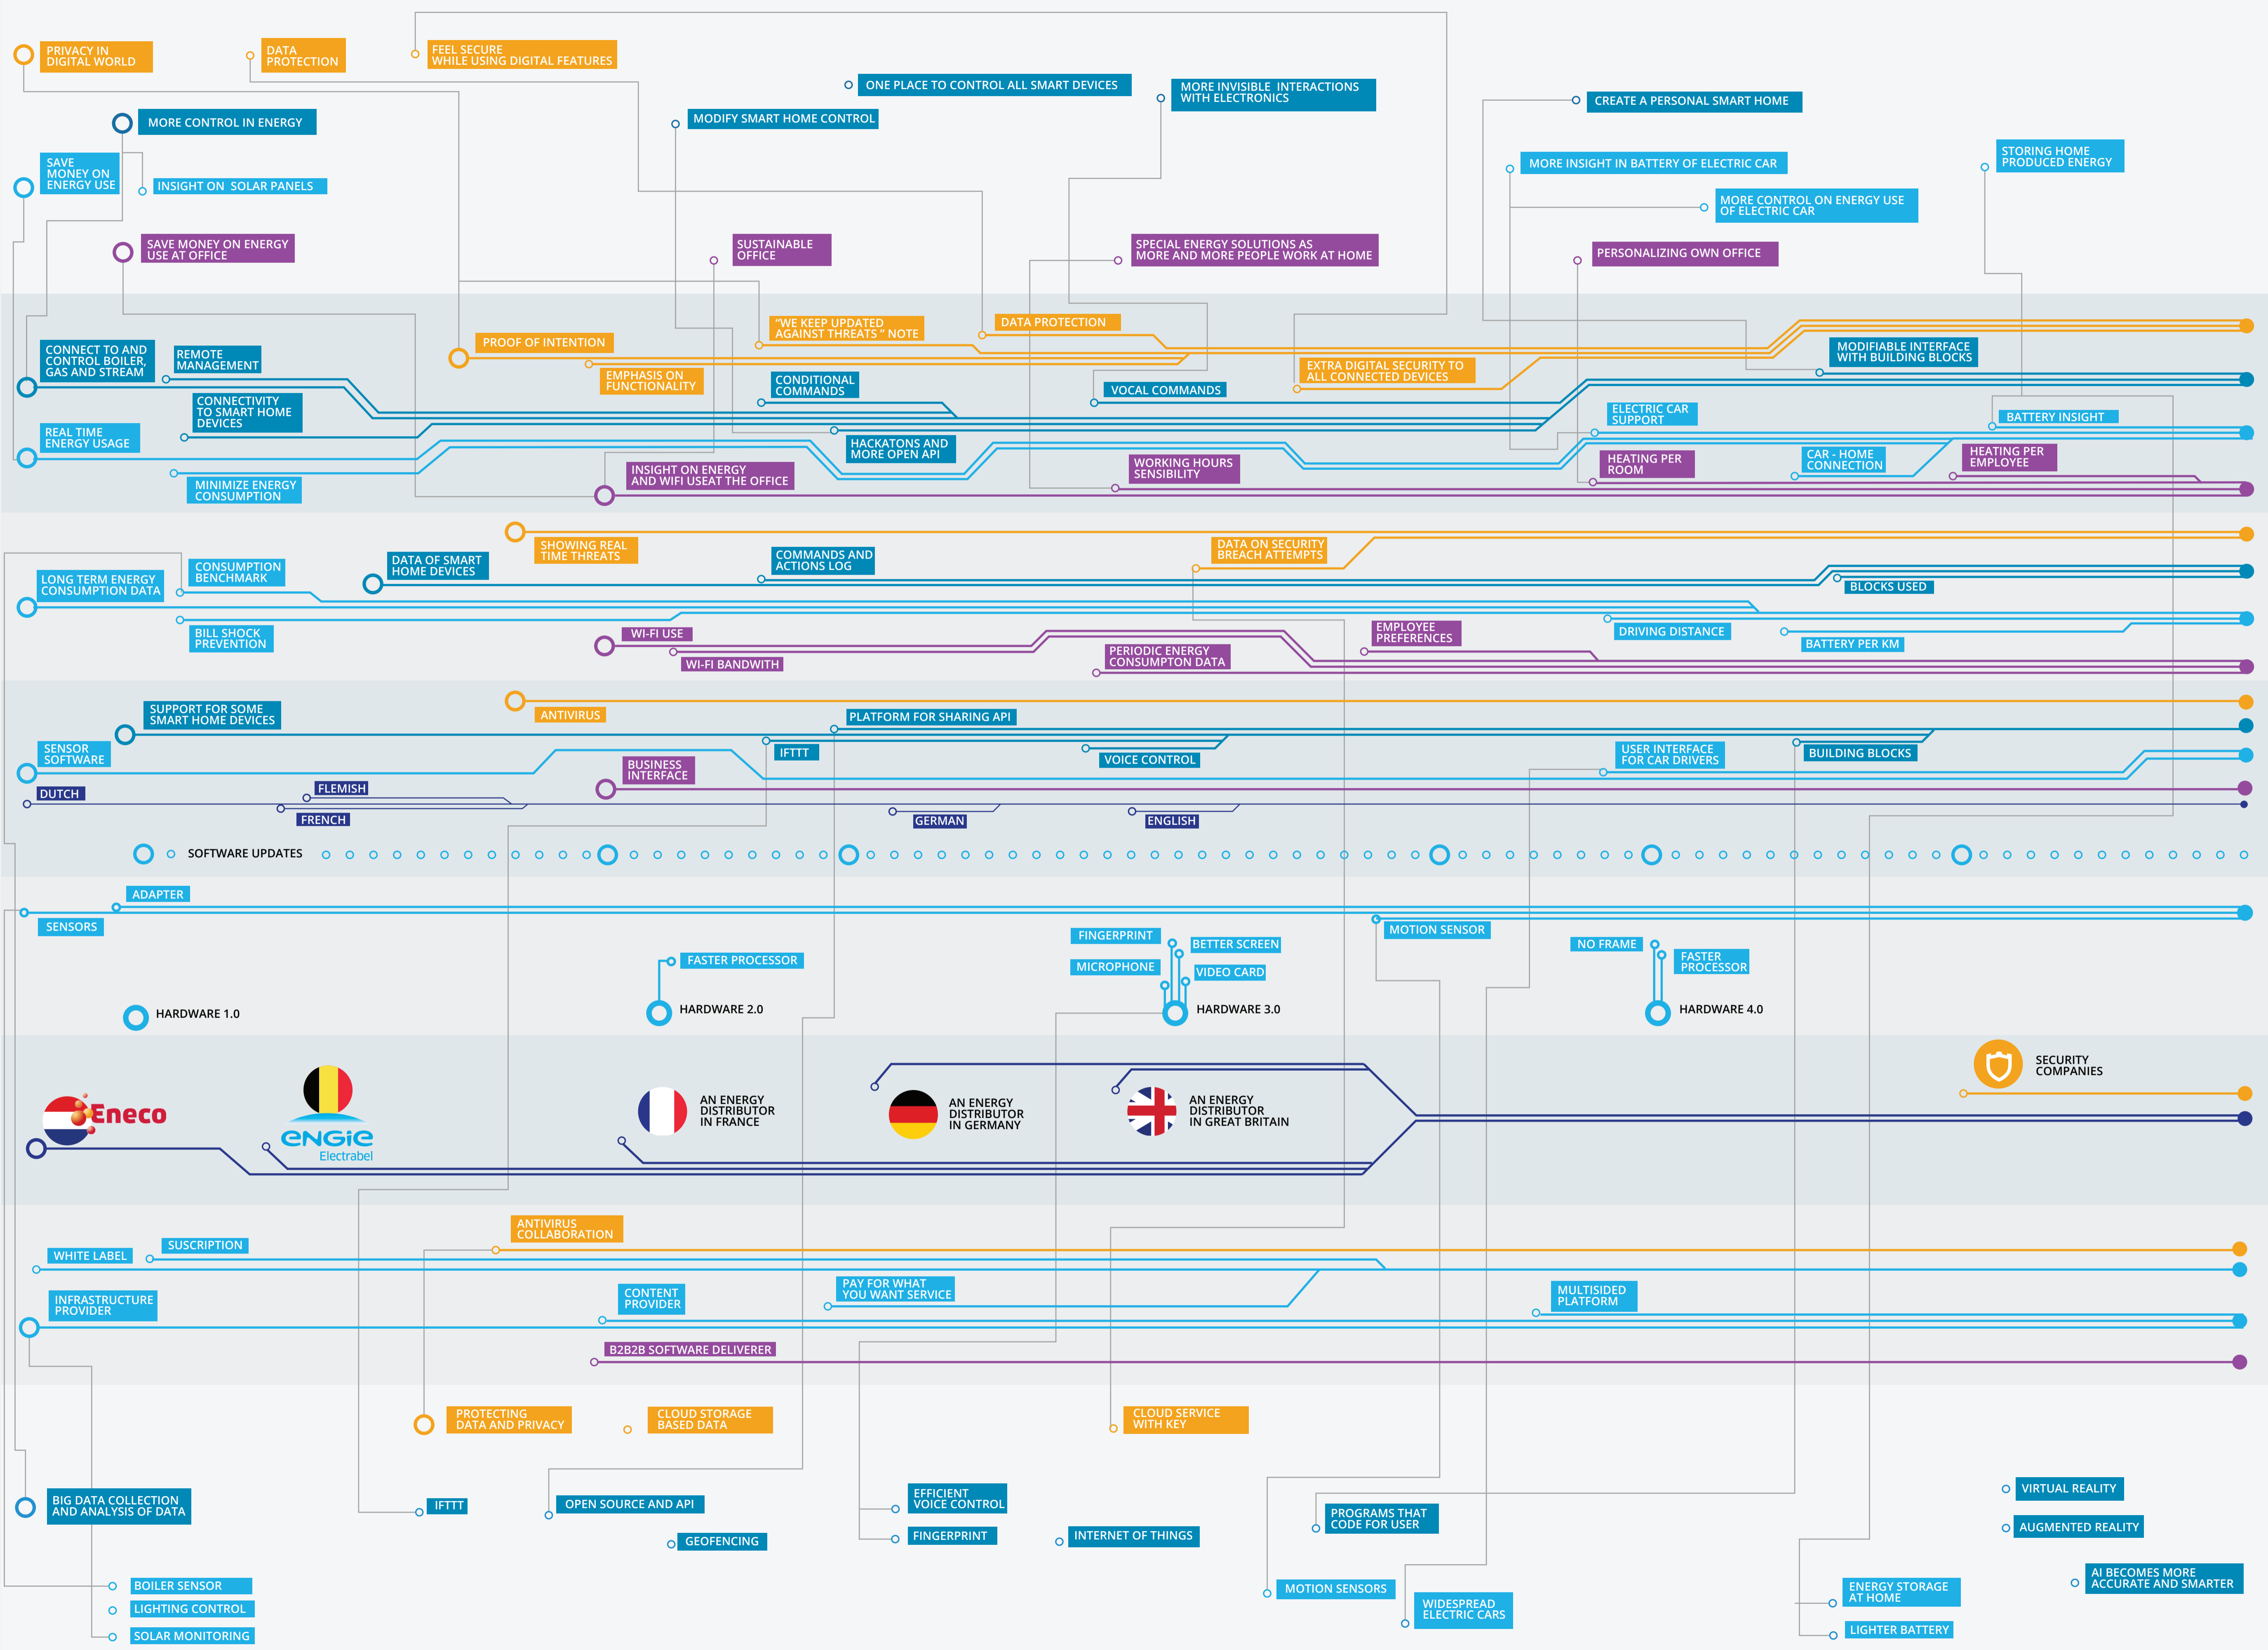 PRIVACY IN
DIGITAL WORLD
DATA
PROTECTION
FEEL SECURE
WHILE USING DIGITAL FEATURES
ONE PLACE TO CONTROL ALL SMART DEVICES
MORE INVISIBLE INTERACTIONS
WITH ELECTRONICS
CREATE A PERSONAL SMART HOME
MORE CONTROL IN ENERGY
MODIFY SMART HOME CONTROL
SAVE
MONEY ON
ENERGY USE
INSIGHT ON SOLAR PANELS
MORE INSIGHT IN BATTERY OF ELECTRIC CAR
STORING HOME
PRODUCED ENERGY
MORE CONTROL ON ENERGY USE
OF ELECTRIC CAR
SAVE MONEY ON ENERGY
USE AT OFFICE
SUSTAINABLE
OFFICE
SPECIAL ENERGY SOLUTIONS AS
MORE AND MORE PEOPLE WORK AT HOME
PERSONALIZING OWN OFFICE
PROOF OF INTENTION
"WE KEEP UPDATED
AGAINST THREATS " NOTE
DATA PROTECTION
CONNECT TO AND
CONTROL BOILER,
GAS AND STREAM
REMOTE
MANAGEMENT
EMPHASIS ON
FUNCTIONALITY
CONDITIONAL
COMMANDS
VOCAL COMMANDS
EXTRA DIGITAL SECURITY TO
ALL CONNECTED DEVICES
MODIFIABLE INTERFACE
WITH BUILDING BLOCKS
CONNECTIVITY
TO SMART HOME
DEVICES
ELECTRIC CAR
SUPPORT
BATTERY INSIGHT
REAL TIME
ENERGY USAGE
HACKATONS AND
MORE OPEN API
MINIMIZE ENERGY
CONSUMPTION
INSIGHT ON ENERGY
AND WIFI USEAT THE OFFICE
WORKING HOURS
SENSIBILITY
HEATING PER
ROOM
CAR - HOME
CONNECTION
HEATING PER
EMPLOYEE
SHOWING REAL
TIME THREATS
DATA ON SECURITY
BREACH ATTEMPTS
LONG TERM ENERGY
CONSUMPTION DATA
CONSUMPTION
BENCHMARK
DATA OF SMART
HOME DEVICES
COMMANDS AND
ACTIONS LOG
BLOCKS USED
BILL SHOCK
PREVENTION
WI-FI USE
WI-FI BANDWITH
PERIODIC ENERGY
CONSUMPTON DATA
EMPLOYEE
PREFERENCES
DRIVING DISTANCE
BATTERY PER KM
SUPPORT FOR SOME
SMART HOME DEVICES
ANTIVIRUS
PLATFORM FOR SHARING API
SENSOR
SOFTWARE
BUSINESS
INTERFACE
IFTTT
VOICE CONTROL
USER INTERFACE
FOR CAR DRIVERS
BUILDING BLOCKS
DUTCH
FLEMISH
FRENCH
GERMAN
ENGLISH
SOFTWARE UPDATES
ADAPTER
SENSORS
MOTION SENSOR
FASTER PROCESSOR
FINGERPRINT
BETTER SCREEN
MICROPHONE
VIDEO CARD
NO FRAME
FASTER
PROCESSOR
HARDWARE 1.0
HARDWARE 2.0
HARDWARE 3.0
HARDWARE 4.0
Eneco
ENGIE
Electrabel
AN ENERGY
DISTRIBUTOR
IN FRANCE
AN ENERGY
DISTRIBUTOR
IN GERMANY
AN ENERGY
DISTRIBUTOR
IN GREAT BRITAIN
SECURITY
COMPANIES
ANTIVIRUS
COLLABORATION
WHITE LABEL
SUSCRIPTION
INFRASTRUCTURE
PROVIDER
CONTENT
PROVIDER
PAY FOR WHAT
YOU WANT SERVICE
MULTISIDED
PLATFORM
B2B2B SOFTWARE DELIVERER
PROTECTING
DATA AND PRIVACY
CLOUD STORAGE
BASED DATA
CLOUD SERVICE
WITH KEY
BIG DATA COLLECTION
AND ANALYSIS OF DATA
IFTTT
OPEN SOURCE AND API
GEOFENCING
EFFICIENT
VOICE CONTROL
FINGERPRINT
INTERNET OF THINGS
PROGRAMS THAT
CODE FOR USER
VIRTUAL REALITY
AUGMENTED REALITY
BOILER SENSOR
LIGHTING CONTROL
SOLAR MONITORING
MOTION SENSORS
WIDESPREAD
ELECTRIC CARS
ENERGY STORAGE
AT HOME
LIGHTER BATTERY
AI BECOMES MORE
ACCURATE AND SMARTER